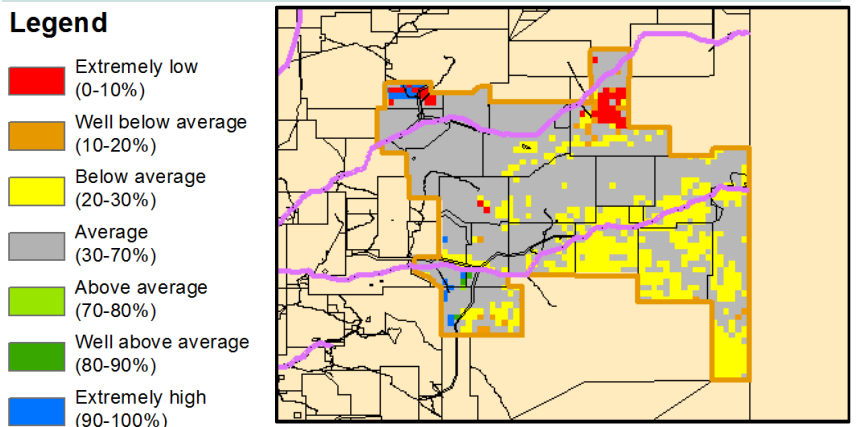 Legend
Extremely low
(0-10%)
Well below average
(10-20%)
Below average
(20-30%)
Average
(30-70%)
Above average
(70-80%)
Well above average
(80-90%)
Extremely high
(90-100%)